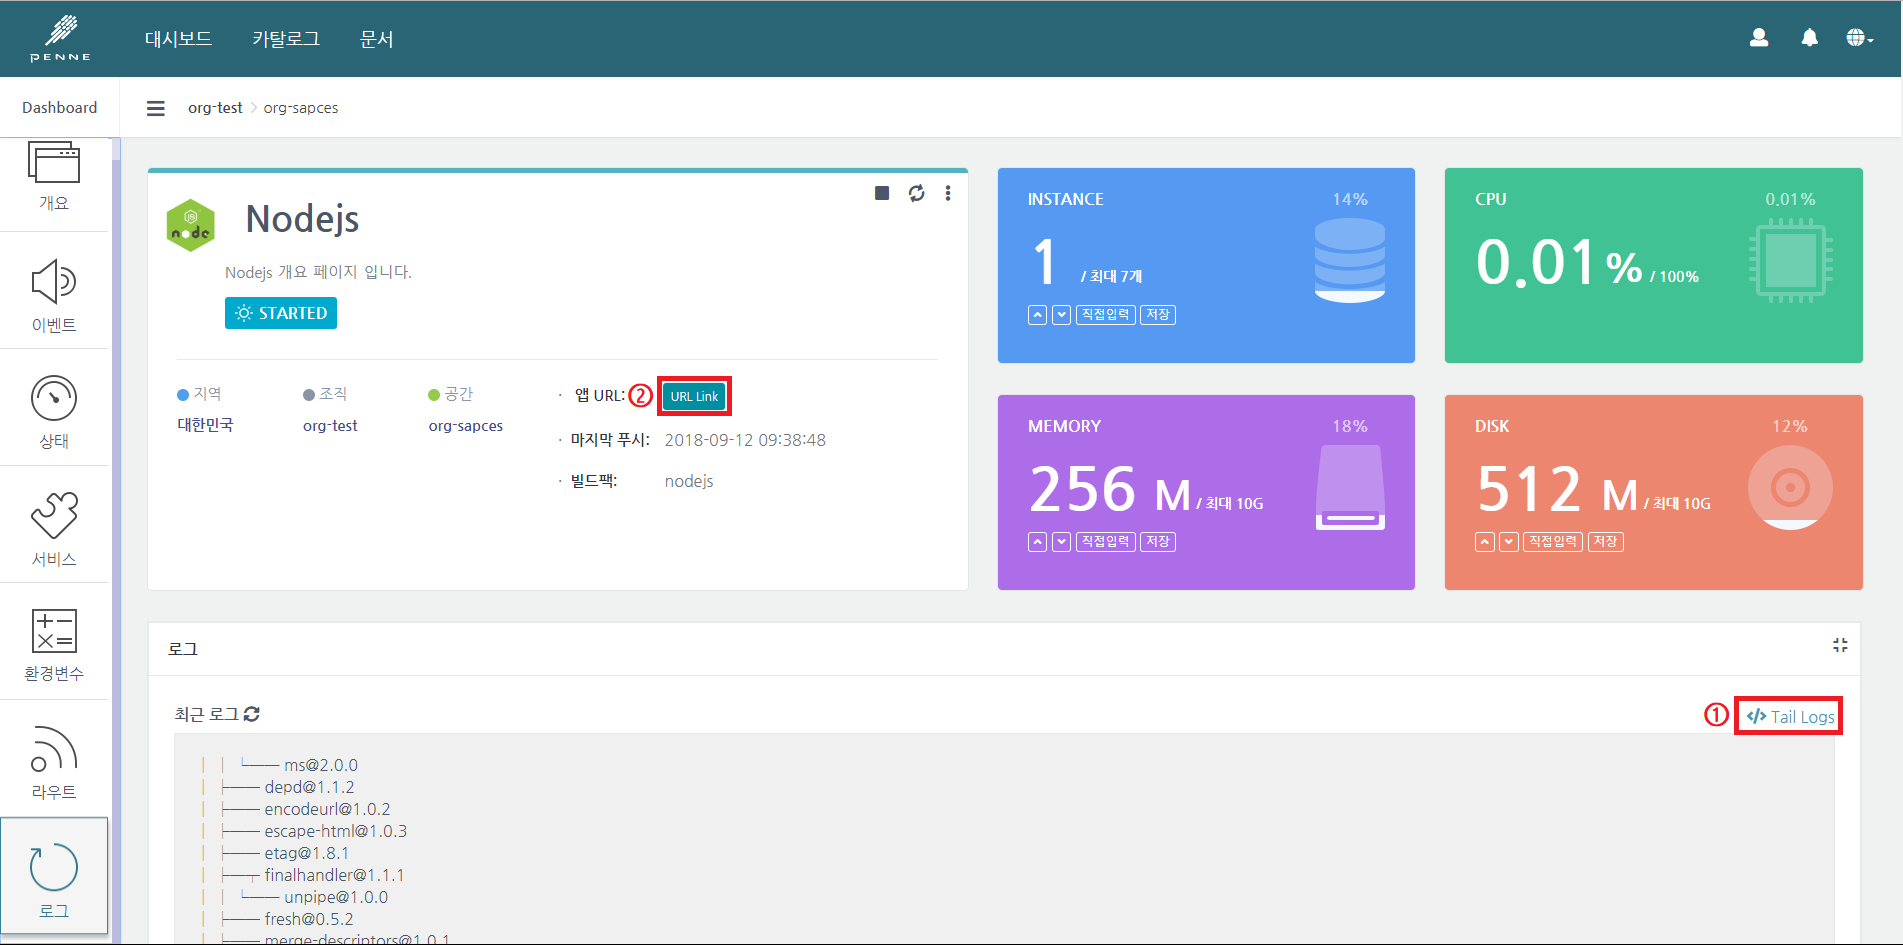 PENNE
대시보드 카탈로그 문서
Dashboard
org-test > org-sapces
개요
이벤트
상태
서비스
환경변수
라우트
로그
node
JS
Nodejs
Nodejs 개요 페이지 입니다.
STARTED
지역 조직 공간
대한민국 org-test org-sapces
· 앱 URL: ② URL Link
· 마지막 푸시: 2018-09-12 09:38:48
· 빌드팩: nodejs
INSTANCE 14%
1 / 최대 7개
직접입력 저장
CPU 0.01%
0.01 % / 100%
MEMORY 18%
256 M / 최대 10G
직접입력 저장
DISK 12%
512 M / 최대 10G
직접입력 저장
로그
최근 로그
① </> Tail Logs
│ │ └── ms@2.0.0
│ ├── depd@1.1.2
│ ├── encodeurl@1.0.2
│ ├── escape-html@1.0.3
│ ├── etag@1.8.1
│ ├─┬ finalhandler@1.1.1
│ │ └── unpipe@1.0.0
│ ├── fresh@0.5.2
│ ├── merge-descriptors@1.0.1